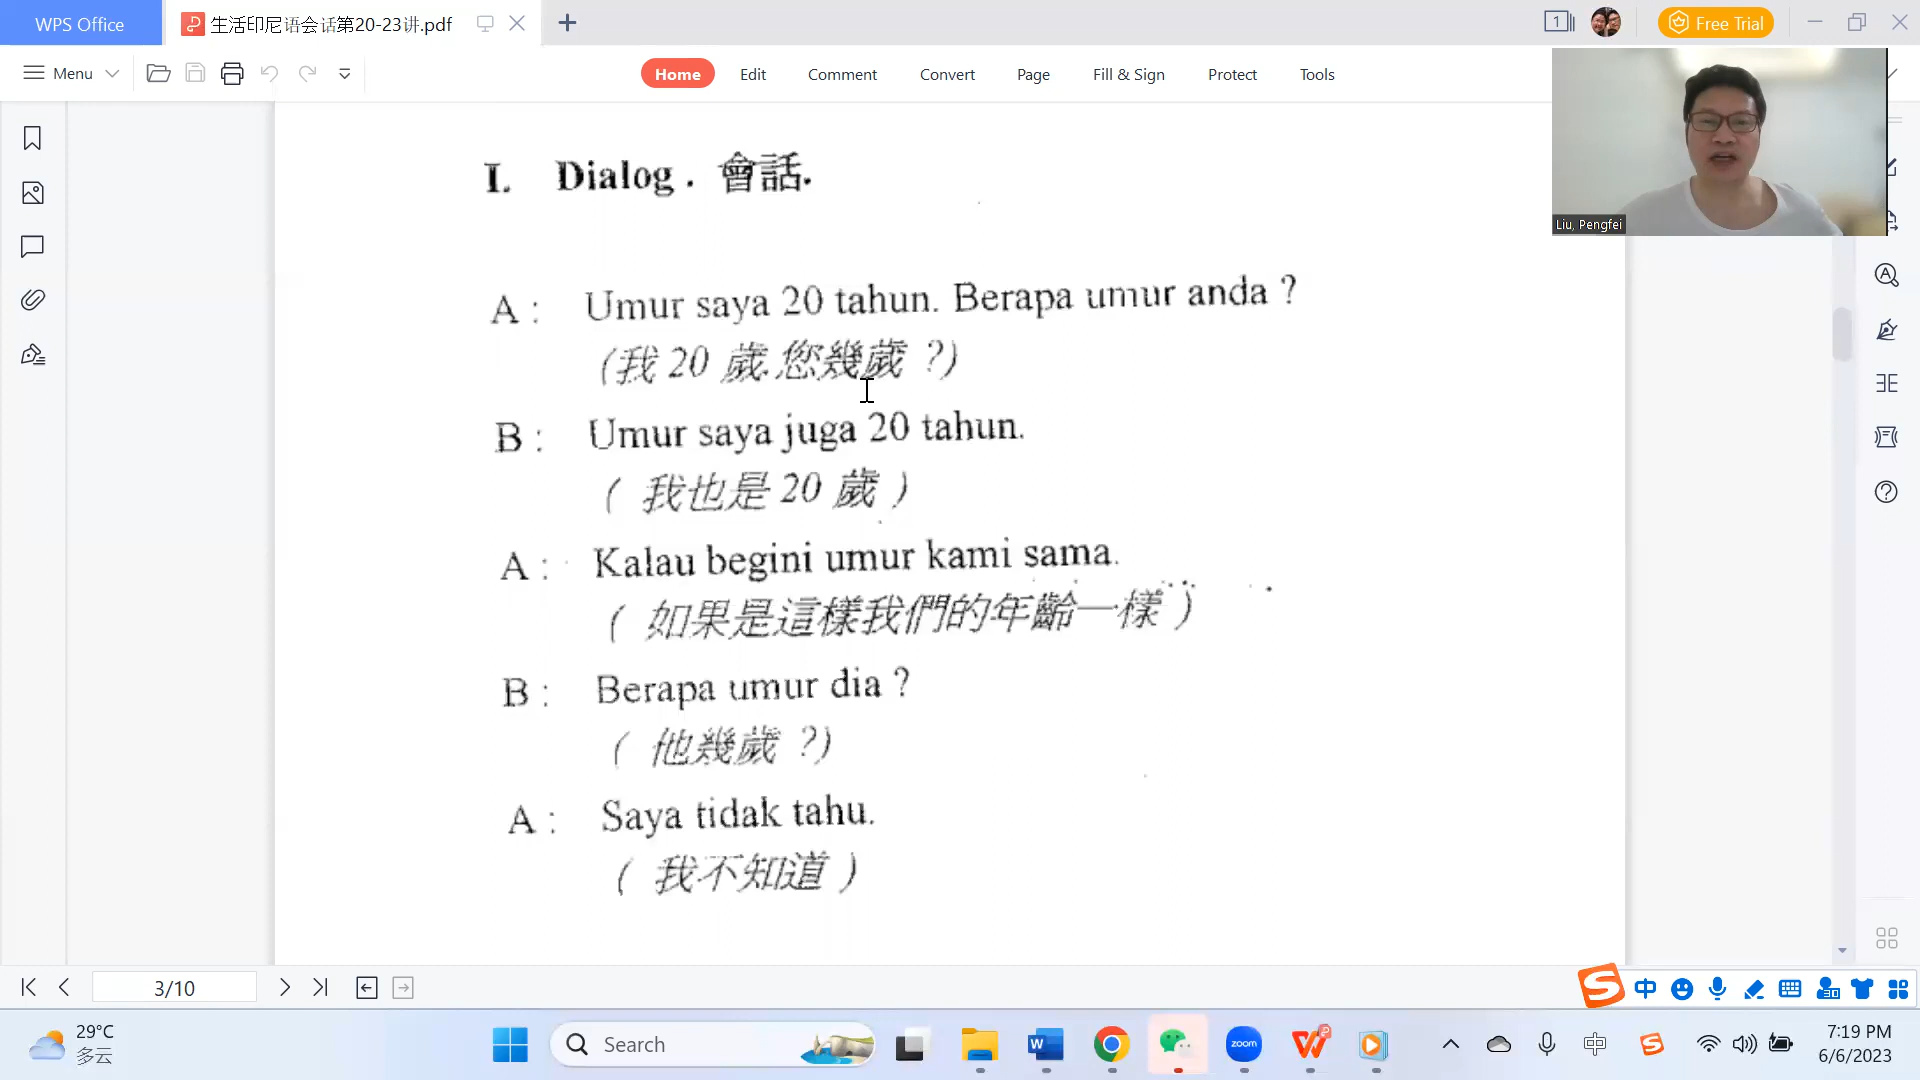 WPS Office
生活印尼语会话第20-23讲.pdf
1
Free Trial
Menu
Home
Edit
Comment
Convert
Page
Fill & Sign
Protect
Tools
Liu, Pengfei
I. Dialog . 會話.
A : Umur saya 20 tahun. Berapa umur anda ?
(我 20 歲.您幾歲 ?)
B : Umur saya juga 20 tahun.
( 我也是 20 歲 )
A : Kalau begini umur kami sama.
( 如果是這樣我們的年齡一樣 )
B : Berapa umur dia ?
( 他幾歲 ?)
A : Saya tidak tahu.
( 我不知道 )
3/10
中
29°C
多云
Search
zoom
中
7:19 PM
6/6/2023